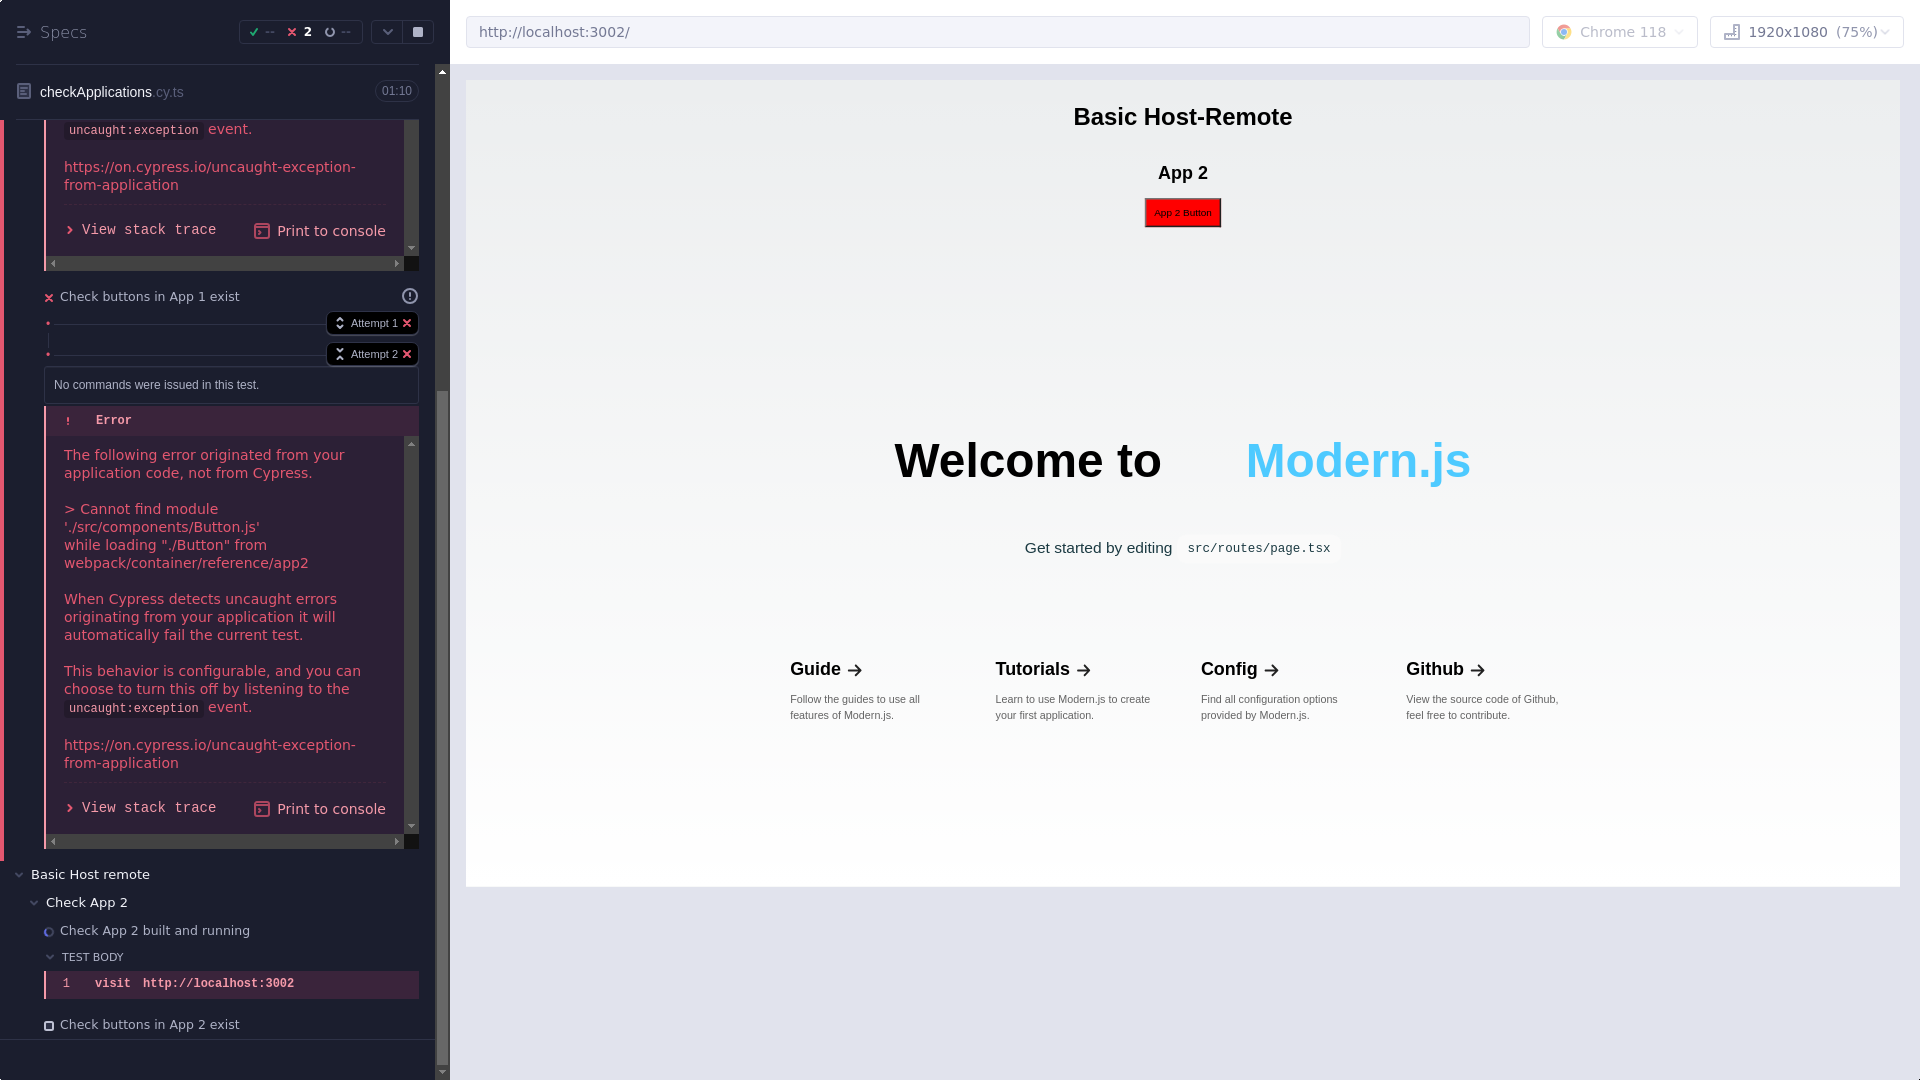 Specs
--
2
--
checkApplications.cy.ts
01:10
uncaught:exception event.
https://on.cypress.io/uncaught-exception-
from-application
View stack trace
Print to console
Check buttons in App 1 exist
Attempt 1
Attempt 2
No commands were issued in this test.
! Error
The following error originated from your
application code, not from Cypress.
> Cannot find module
'./src/components/Button.js'
while loading "./Button" from
webpack/container/reference/app2
When Cypress detects uncaught errors
originating from your application it will
automatically fail the current test.
This behavior is configurable, and you can
choose to turn this off by listening to the
uncaught:exception event.
https://on.cypress.io/uncaught-exception-
from-application
View stack trace
Print to console
Basic Host remote
Check App 2
Check App 2 built and running
TEST BODY
1 visit http://localhost:3002
Check buttons in App 2 exist
http://localhost:3002/
Chrome 118
1920x1080 (75%)
Basic Host-Remote
App 2
App 2 Button
Welcome to Modern.js
Get started by editing src/routes/page.tsx
Guide
Follow the guides to use all
features of Modern.js.
Tutorials
Learn to use Modern.js to create
your first application.
Config
Find all configuration options
provided by Modern.js.
Github
View the source code of Github,
feel free to contribute.